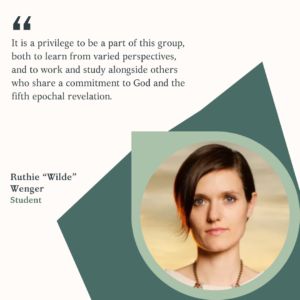 “
It is a privilege to be a part of this group,
both to learn from varied perspectives,
and to work and study alongside others
who share a commitment to God and the
fifth epochal revelation.
Ruthie “Wilde”
Wenger
Student